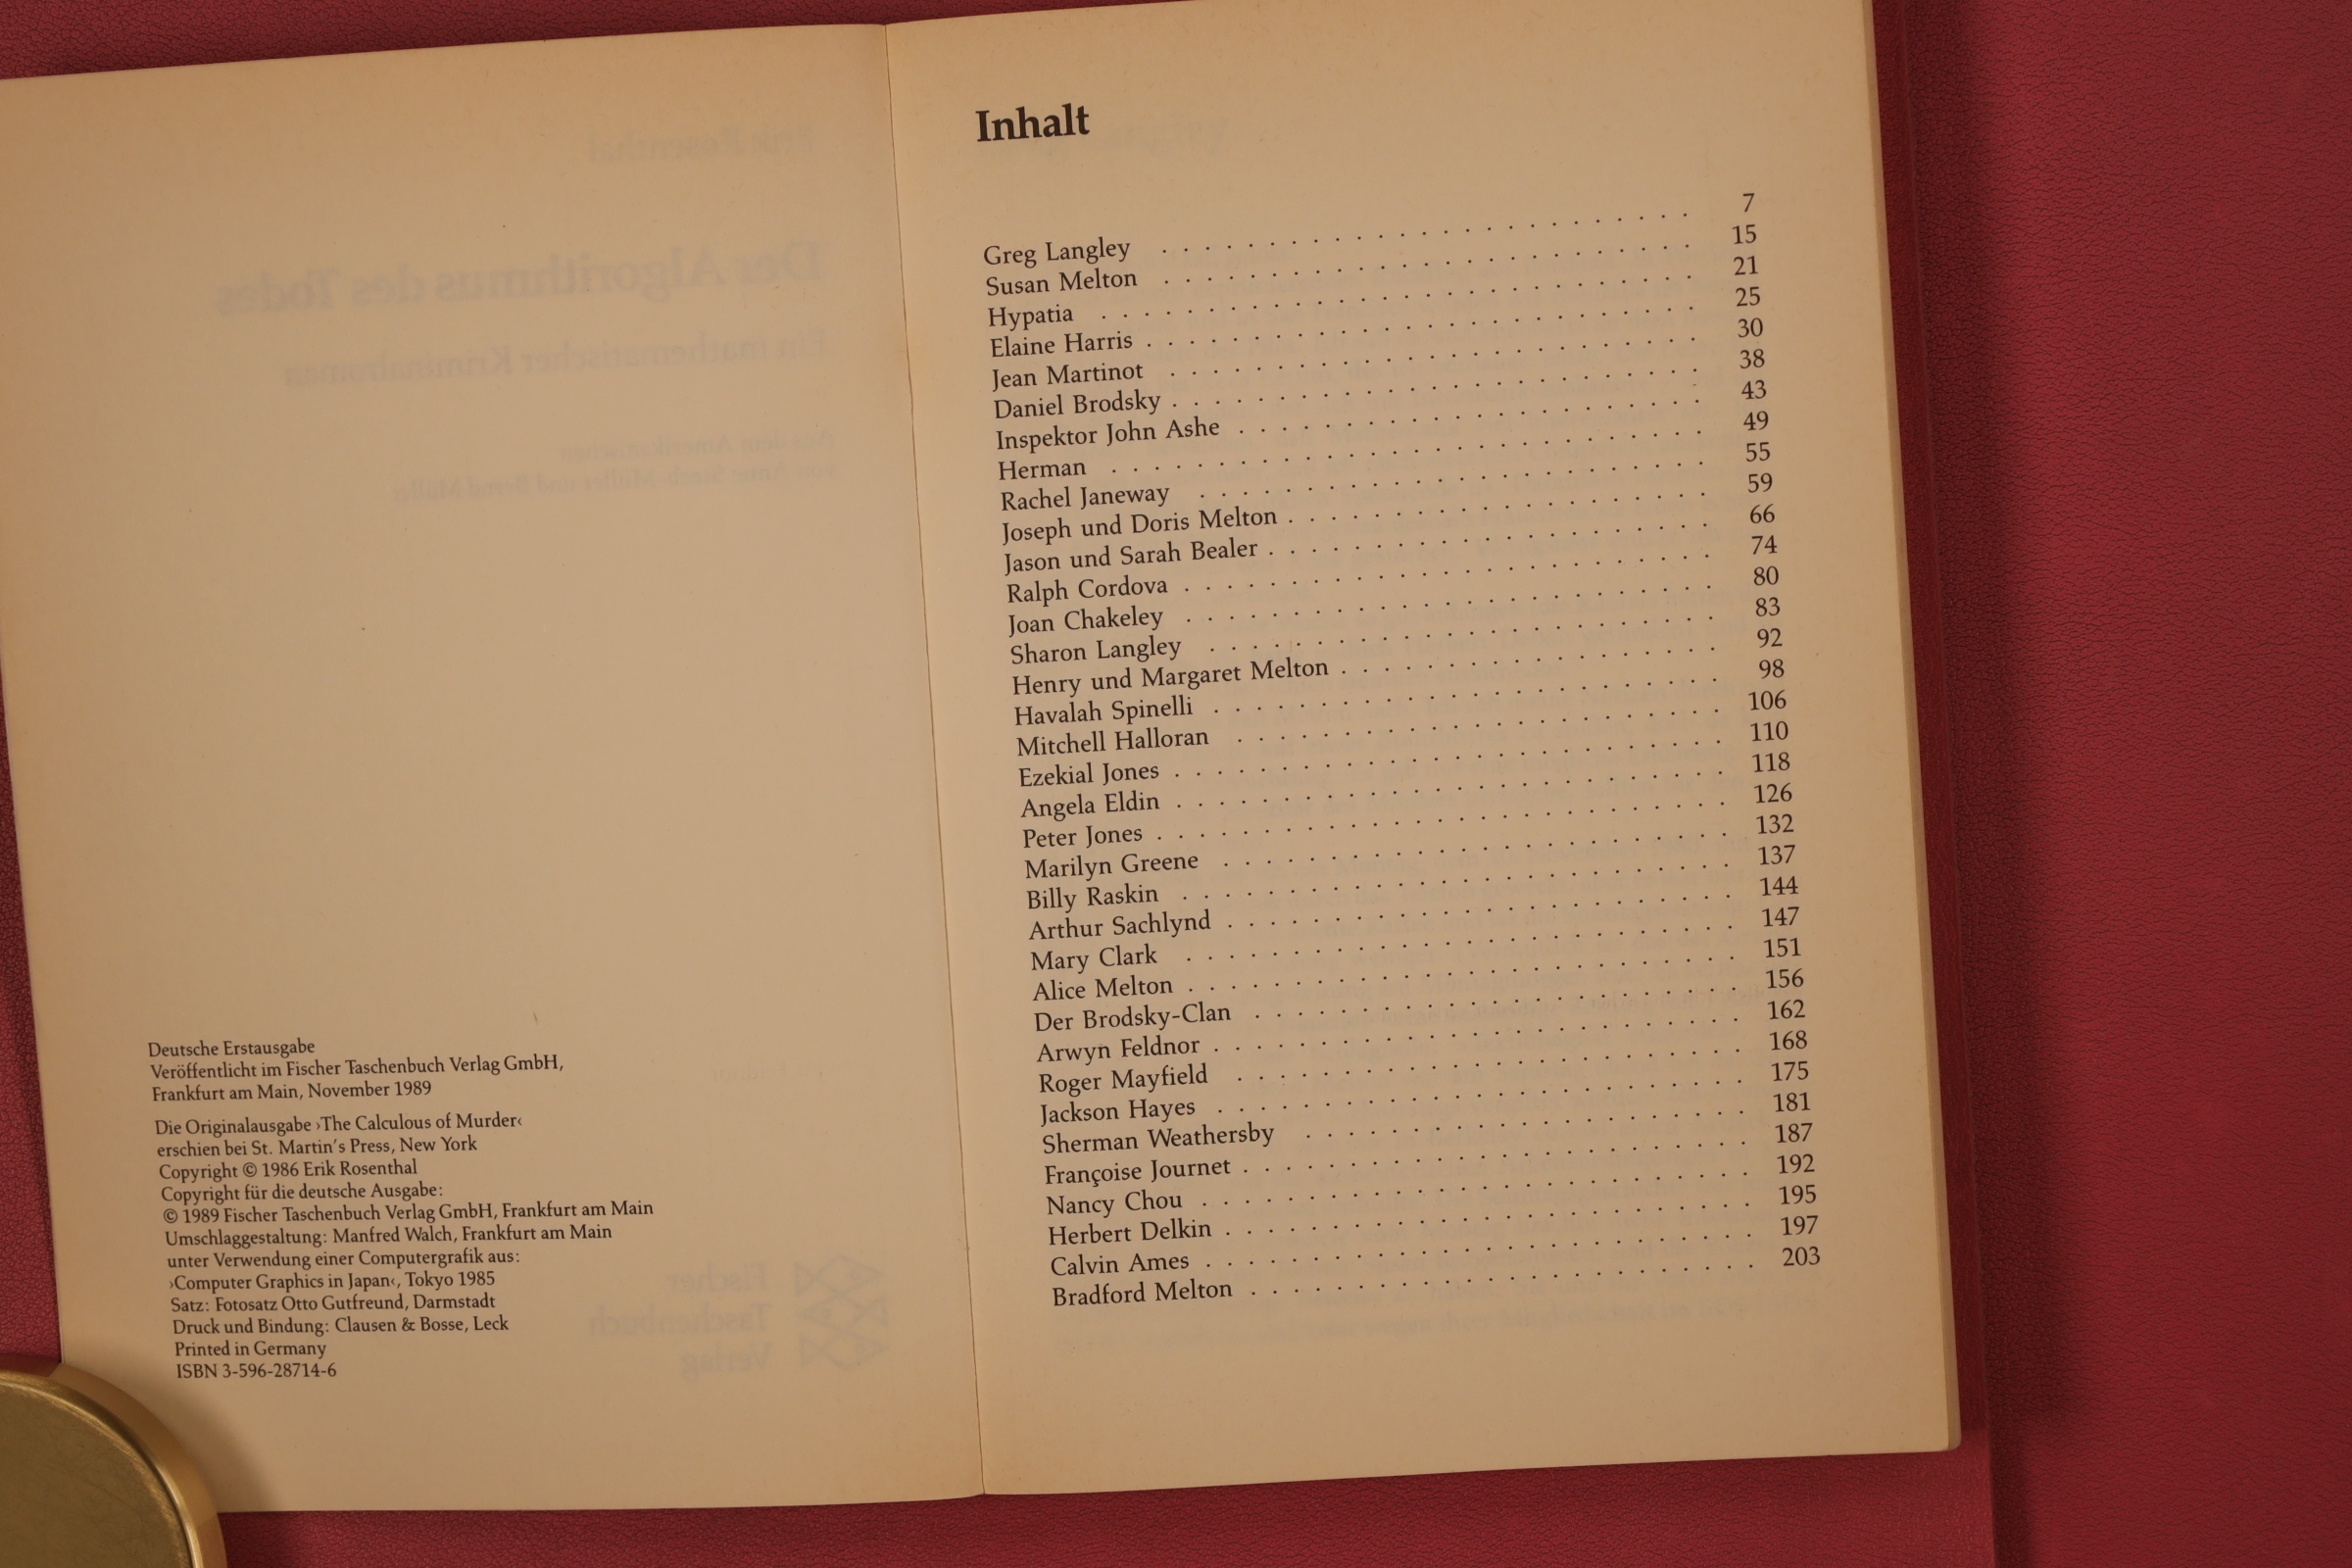 Deutsche Erstausgabe
Veröffentlicht im Fischer Taschenbuch Verlag GmbH,
Frankfurt am Main, November 1989
Die Originalausgabe ›The Calculous of Murder‹
erschien bei St. Martin's Press, New York
Copyright © 1986 Erik Rosenthal
Copyright für die deutsche Ausgabe:
© 1989 Fischer Taschenbuch Verlag GmbH, Frankfurt am Main
Umschlaggestaltung: Manfred Walch, Frankfurt am Main
unter Verwendung einer Computergrafik aus:
›Computer Graphics in Japan‹, Tokyo 1985
Satz: Fotosatz Otto Gutfreund, Darmstadt
Druck und Bindung: Clausen & Bosse, Leck
Printed in Germany
ISBN 3-596-28714-6
Inhalt
Greg Langley 7
Susan Melton 15
Hypatia 21
Elaine Harris 25
Jean Martinot 30
Daniel Brodsky 38
Inspektor John Ashe 43
Herman 49
Rachel Janeway 55
Joseph und Doris Melton 59
Jason und Sarah Bealer 66
Ralph Cordova 74
Joan Chakeley 80
Sharon Langley 83
Henry und Margaret Melton 92
Havalah Spinelli 98
Mitchell Halloran 106
Ezekial Jones 110
Angela Eldin 118
Peter Jones 126
Marilyn Greene 132
Billy Raskin 137
Arthur Sachlynd 144
Mary Clark 147
Alice Melton 151
Der Brodsky-Clan 156
Arwyn Feldnor 162
Roger Mayfield 168
Jackson Hayes 175
Sherman Weathersby 181
Françoise Journet 187
Nancy Chou 192
Herbert Delkin 195
Calvin Ames 197
Bradford Melton 203